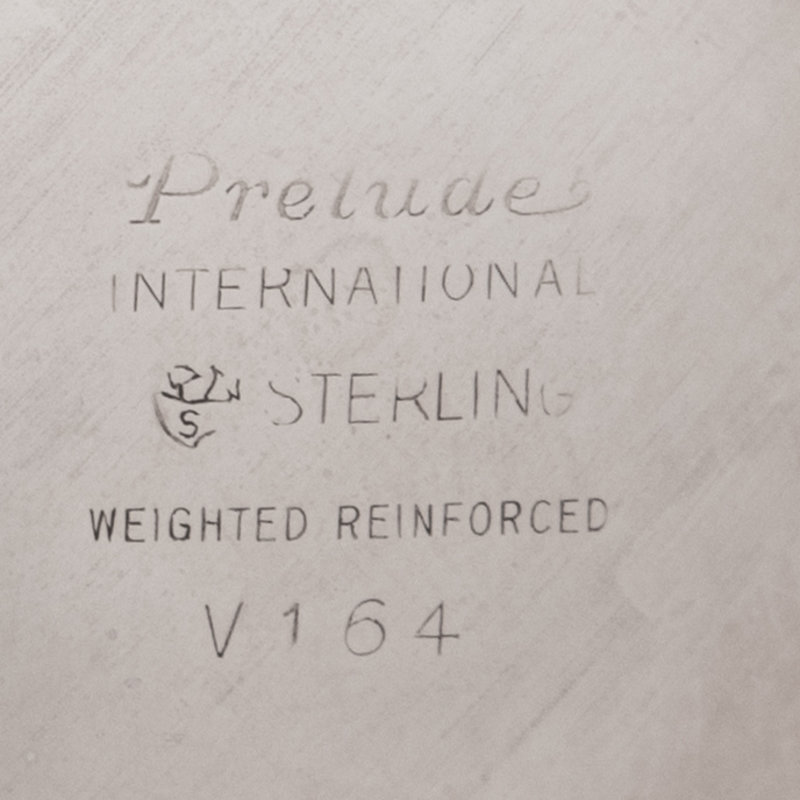 Prelude
INTERNATIONAL
S STERLING
WEIGHTED REINFORCED
V164